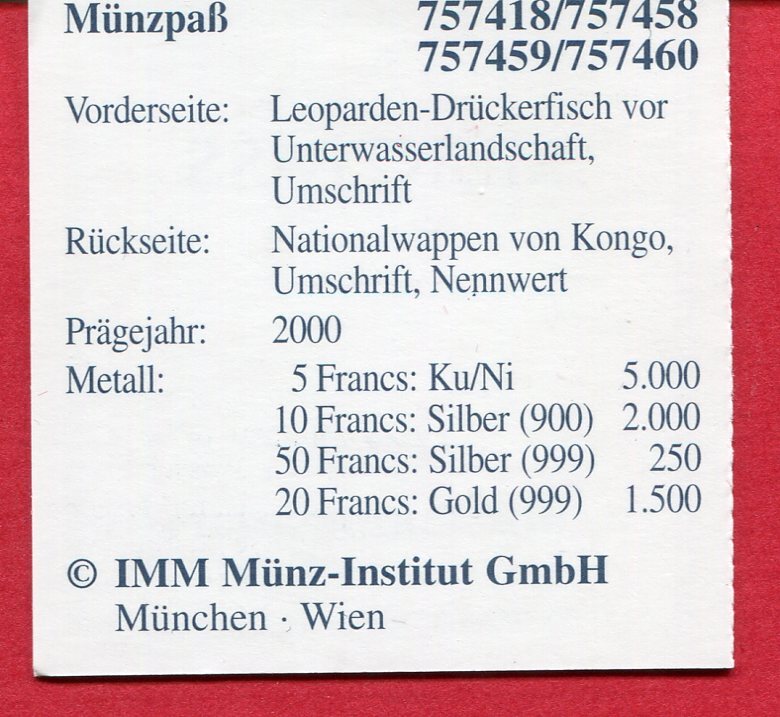 Münzpaß 757418/757458
757459/757460
Vorderseite: Leoparden-Drückerfisch vor
Unterwasserlandschaft,
Umschrift
Rückseite: Nationalwappen von Kongo,
Umschrift, Nennwert
Prägejahr: 2000
Metall: 5 Francs: Ku/Ni 5.000
10 Francs: Silber (900) 2.000
50 Francs: Silber (999) 250
20 Francs: Gold (999) 1.500
© IMM Münz-Institut GmbH
München · Wien